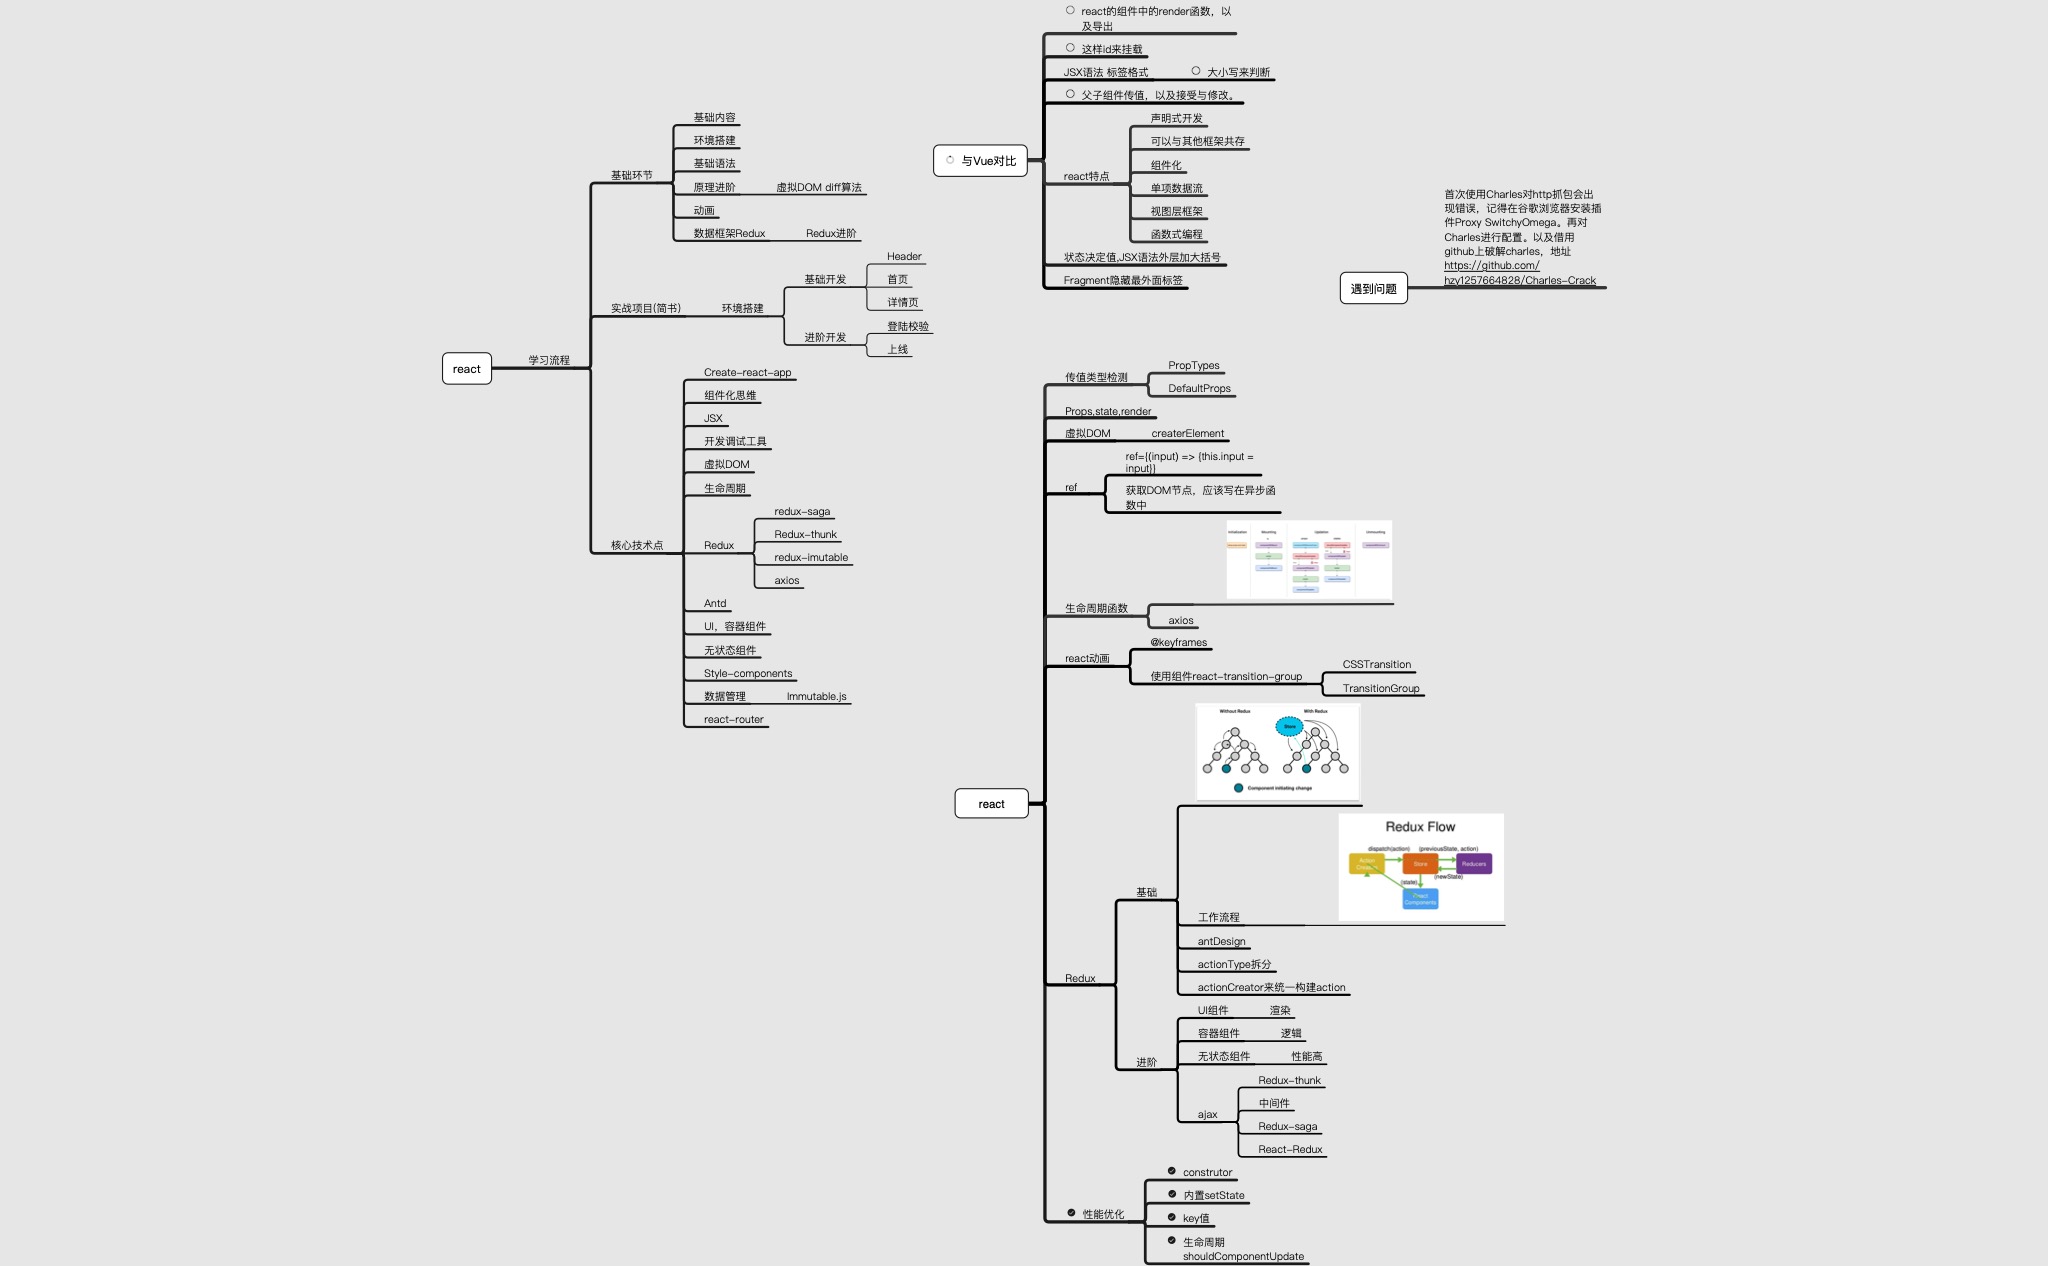 react
学习流程
基础环节
基础内容
环境搭建
基础语法
原理进阶
虚拟DOM diff算法
动画
数据框架Redux
Redux进阶
实战项目(简书)
环境搭建
基础开发
Header
首页
详情页
进阶开发
登陆校验
上线
核心技术点
Create-react-app
组件化思维
JSX
开发调试工具
虚拟DOM
生命周期
Redux
redux-saga
Redux-thunk
redux-imutable
axios
Antd
UI，容器组件
无状态组件
Style-components
数据管理
Immutable.js
react-router
与Vue对比
react的组件中的render函数，以
及导出
这样id来挂载
JSX语法 标签格式
大小写来判断
父子组件传值，以及接受与修改。
react特点
声明式开发
可以与其他框架共存
组件化
单项数据流
视图层框架
函数式编程
状态决定值,JSX语法外层加大括号
Fragment隐藏最外面标签
遇到问题
首次使用Charles对http抓包会出
现错误，记得在谷歌浏览器安装插
件Proxy SwitchyOmega。再对
Charles进行配置。以及借用
github上破解charles，地址
https://github.com/
hzy1257664828/Charles-Crack
react
传值类型检测
PropTypes
DefaultProps
Props,state,render
虚拟DOM
createrElement
ref
ref={(input) => {this.input =
input}}
获取DOM节点，应该写在异步函
数中
生命周期函数
Initialization
Mounting
Updation
Unmounting
axios
react动画
@keyframes
使用组件react-transition-group
CSSTransition
TransitionGroup
Redux
基础
Without Redux
With Redux
Store
Component initiating change
工作流程
Redux Flow
dispatch(action)
(previousState, action)
Action
Store
Reducers
(newState)
(state)
React
Components
antDesign
actionType拆分
actionCreator来统一构建action
进阶
UI组件
渲染
容器组件
逻辑
无状态组件
性能高
ajax
Redux-thunk
中间件
Redux-saga
React-Redux
性能优化
construtor
内置setState
key值
生命周期
shouldComponentUpdate